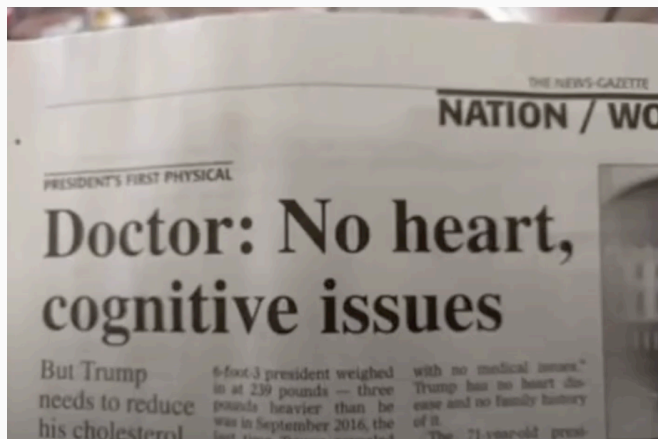 THE NEWS-GAZETTE
NATION / WO
PRESIDENT'S FIRST PHYSICAL
Doctor: No heart,
cognitive issues
But Trump
needs to reduce
his cholesterol
6-foot-3 president weighed
in at 239 pounds — three
pounds heavier than he
was in September 2016, the
with no medical issues."
Trump has no heart dis-
ease and no family history
of it.
The 71-year-old presi-